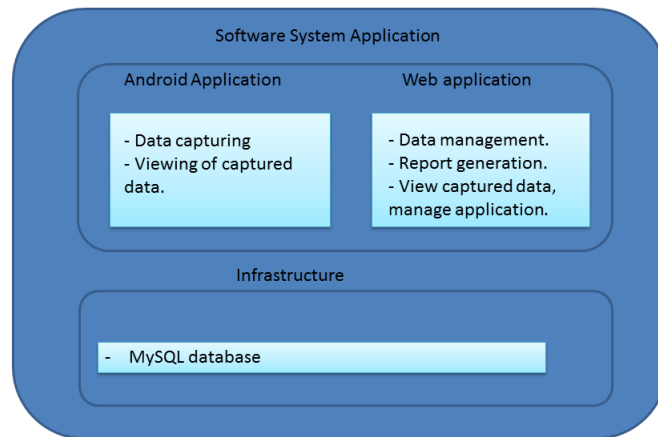 Software System Application
Android Application
Web application
- Data capturing
- Viewing of captured
data.
- Data management.
- Report generation.
- View captured data,
manage application.
Infrastructure
- MySQL database